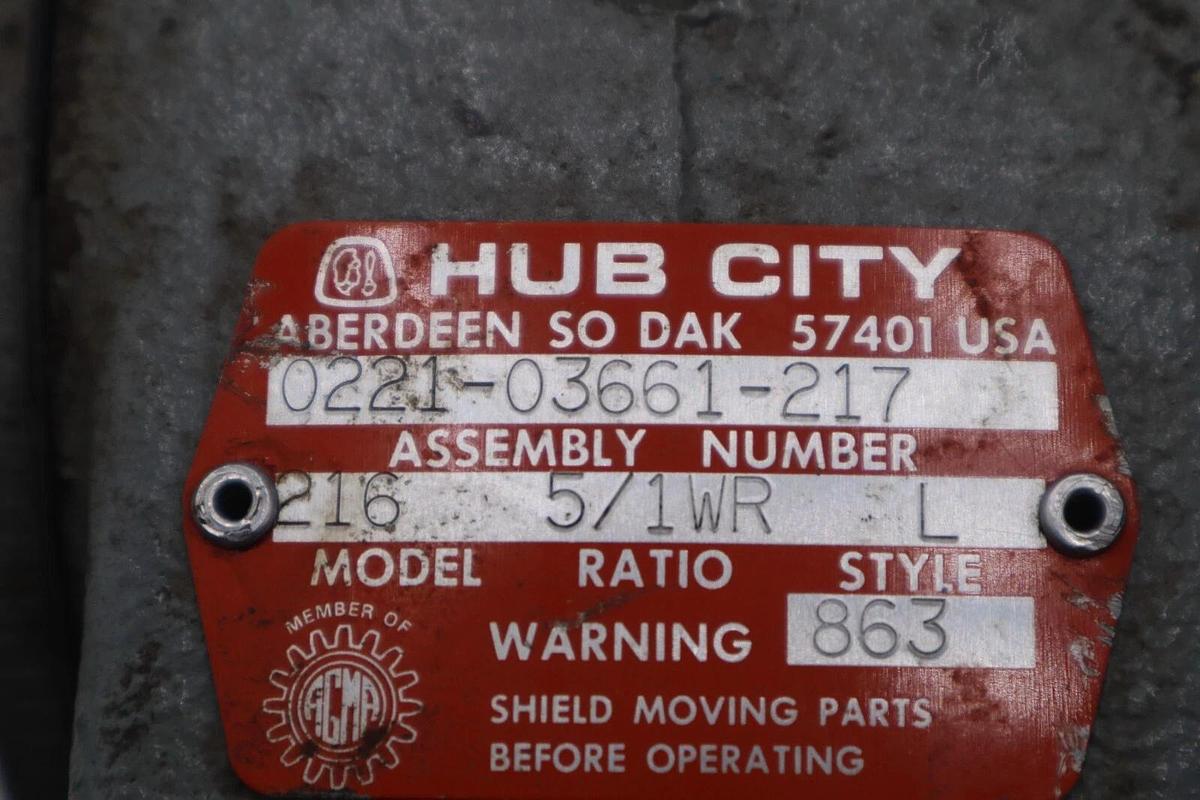 HUB CITY
ABERDEEN SO DAK 57401 USA
0221-03661-217
ASSEMBLY NUMBER
216 5/1WR L
MODEL RATIO STYLE
MEMBER OF
AGMA
WARNING 863
SHIELD MOVING PARTS
BEFORE OPERATING